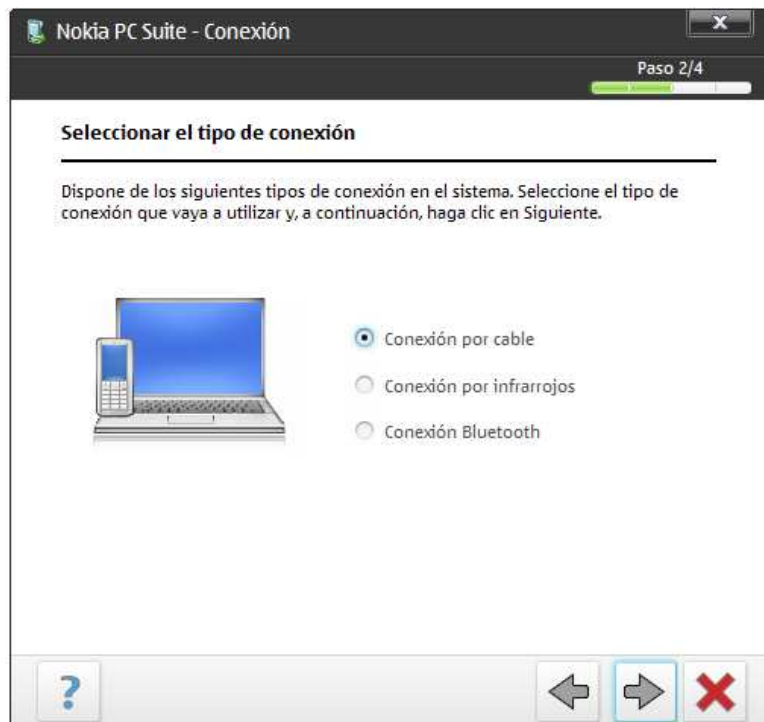 Nokia PC Suite - Conexión
Paso 2/4
Seleccionar el tipo de conexión
Dispone de los siguientes tipos de conexión en el sistema. Seleccione el tipo de
conexión que vaya a utilizar y, a continuación, haga clic en Siguiente.
Conexión por cable
Conexión por infrarrojos
Conexión Bluetooth